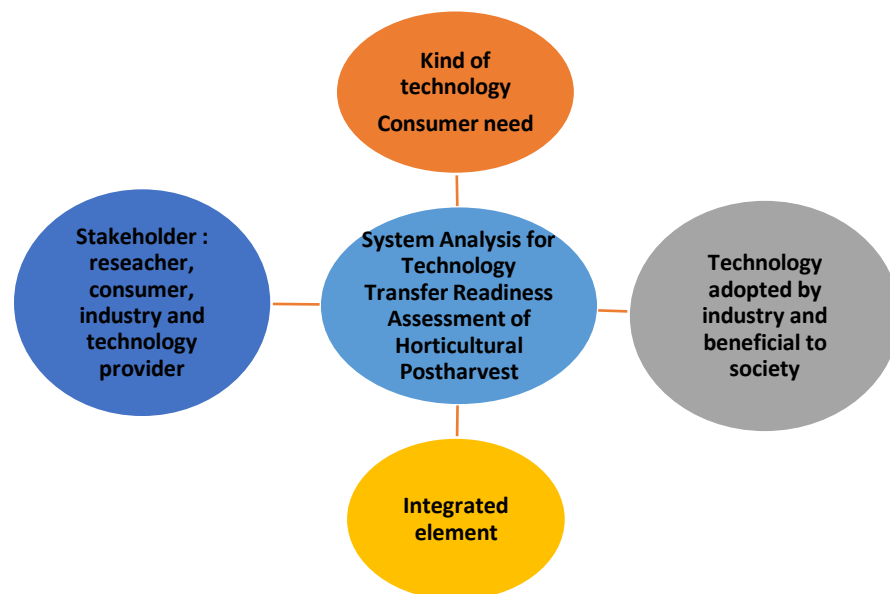 Kind of
technology
Consumer need
Stakeholder :
reseacher,
consumer,
industry and
technology
provider
System Analysis for
Technology
Transfer Readiness
Assessment of
Horticultural
Postharvest
Technology
adopted by
industry and
beneficial to
society
Integrated
element